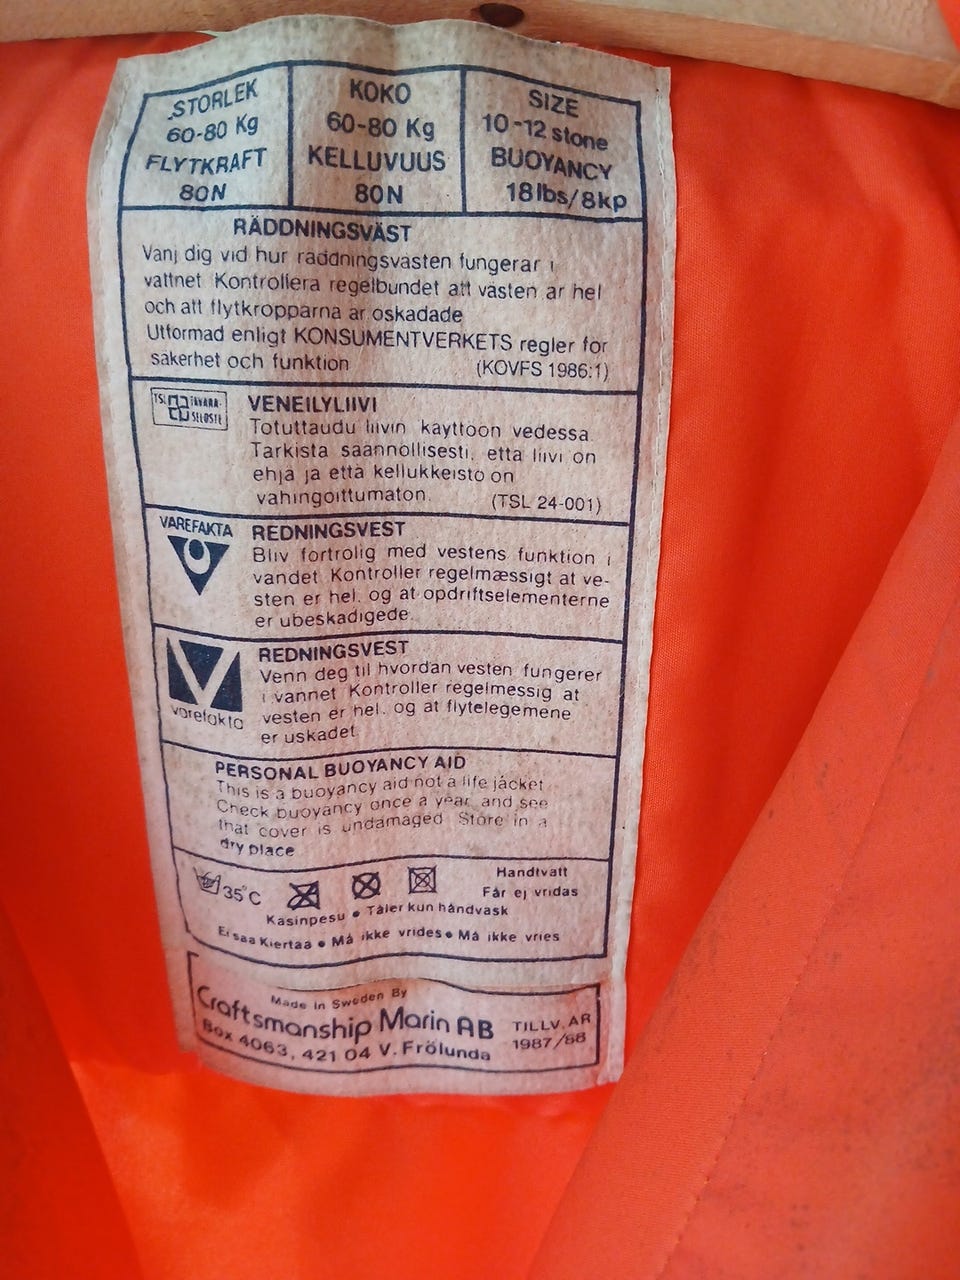 STORLEK
60-80 Kg
FLYTKRAFT
80N
KOKO
60-80 Kg
KELLUVUUS
80N
SIZE
10-12 stone
BUOYANCY
18lbs/8kp
RÄDDNINGSVÄST
Vanj dig vid hur räddningsvästen fungerar i
vattnet Kontrollera regelbundet att västen är hel
och att flytkropparna är oskadade
Utformad enligt KONSUMENTVERKETS regler för
säkerhet och funktion (KOVFS 1986:1)
TSL TAVARA-
SELOSTE
VENEILYLIIVI
Totuttaudu liivin käyttöön vedessä.
Tarkista säännöllisesti, että liivi on
ehjä ja että kellukkeisto on
vahingoittumaton. (TSL 24-001)
VAREFAKTA
REDNINGSVEST
Bliv fortrolig med vestens funktion i
vandet Kontroller regelmæssigt at ve-
sten er hel. og at opdriftselementerne
er ubeskadigede.
varefakta
REDNINGSVEST
Venn deg til hvordan vesten fungerer
i vannet Kontroller regelmessig at
vesten er hel. og at flytelegemene
er uskadet
PERSONAL BUOYANCY AID
This is a buoyancy aid not a life jacket
Check buoyancy once a year and see
that cover is undamaged Store in a
dry place
35°C
Handtvätt
Får ej vridas
Käsinpesu • Tåler kun håndvask
Ei saa Kiertää • Må ikke vrides • Må ikke vries
Made in Sweden By
Craftsmanship Marin AB
Box 4063, 421 04 V. Frölunda
TILLV. ÅR
1987/88